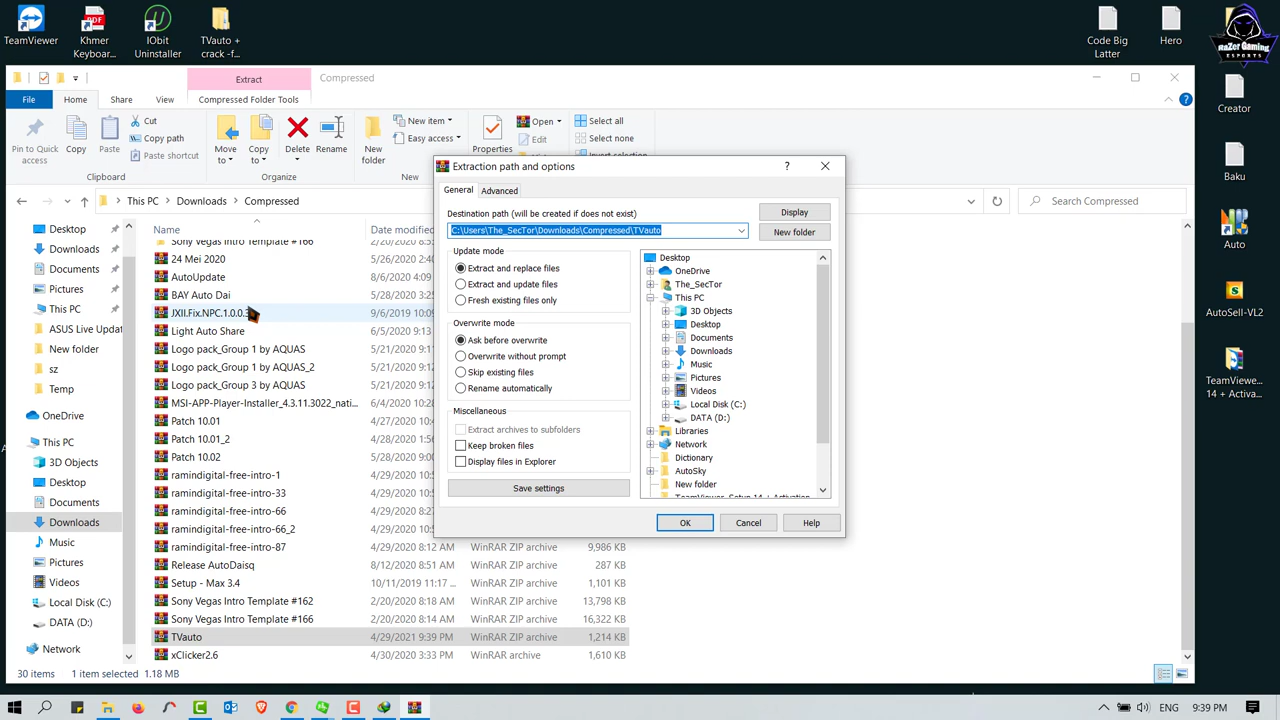 TeamViewer
Khmer
Keyboar...
IObit
Uninstaller
TVauto +
crack -f...
Code Big
Latter
Hero
RaZer Gaming
ESPORTS
Creator
Baku
Auto
AutoSell-VL2
TeamViewe...
14 + Activa...
Extract
Compressed
File
Home
Share
View
Compressed Folder Tools
Pin to Quick
access
Copy
Paste
Cut
Copy path
Paste shortcut
Clipboard
Move
to
Copy
to
Delete
Rename
Organize
New
folder
New item
Easy access
New
Properties
Open
Edit
Select all
Select none
Invert selection
This PC
Downloads
Compressed
Search Compressed
Desktop
Downloads
Documents
Pictures
This PC
ASUS Live Updat
New folder
sz
Temp
OneDrive
This PC
3D Objects
Desktop
Documents
Downloads
Music
Pictures
Videos
Local Disk (C:)
DATA (D:)
Network
Name
Sony Vegas Intro Template #166
24 Mei 2020 5/26/2020 6:
AutoUpdate 8/6/2020 9:
BAY Auto Dai 5/28/2020 3:25
JXII.Fix.NPC.1.0.0.3 9/6/2019 10:09
Light Auto Share 6/5/2020 9:13
Logo pack_Group 1 by AQUAS 5/21/2020 9:1
Logo pack_Group 1 by AQUAS_2 5/21/2020 9:12
Logo pack_Group 3 by AQUAS 5/21/2020 9:1
MSI-APP-Player-Installer_4.3.11.3022_nati... 6/4/2020 9:
Patch 10.01 4/27/2020 10:
Patch 10.01_2 4/28/2020 1:56
Patch 10.02 4/28/2020 10:
ramindigital-free-intro-1 4/29/2020 10:
ramindigital-free-intro-33 4/29/2020 10:
ramindigital-free-intro-66 4/29/2020 9:
ramindigital-free-intro-66_2 4/29/2020 10:
ramindigital-free-intro-87 4/29/2020 8:12 AM WinRAR ZIP archive 9,986 KB
Release AutoDaisq 8/12/2020 8:51 AM WinRAR ZIP archive 287 KB
Setup - Max 3.4 10/11/2019 11:17 ... WinRAR ZIP archive 1,101 KB
Sony Vegas Intro Template #162 2/20/2020 8:18 AM WinRAR ZIP archive 13,798 KB
Sony Vegas Intro Template #166 2/20/2020 8:14 AM WinRAR ZIP archive 16,322 KB
TVauto 4/29/2021 9:39 PM WinRAR ZIP archive 1,214 KB
xClicker2.6 4/30/2020 3:33 PM WinRAR archive 1,610 KB
30 items 1 item selected 1.18 MB
Extraction path and options
General
Advanced
Destination path (will be created if does not exist)
C:\Users\The_SecTor\Downloads\Compressed\TVauto
Display
New folder
Update mode
Extract and replace files
Extract and update files
Fresh existing files only
Overwrite mode
Ask before overwrite
Overwrite without prompt
Skip existing files
Rename automatically
Miscellaneous
Extract archives to subfolders
Keep broken files
Display files in Explorer
Save settings
Desktop
OneDrive
The_SecTor
This PC
3D Objects
Desktop
Documents
Downloads
Music
Pictures
Videos
Local Disk (C:)
DATA (D:)
Libraries
Network
Dictionary
AutoSky
New folder
TeamViewer_Setup 14 + Activation
OK
Cancel
Help
ENG
9:39 PM